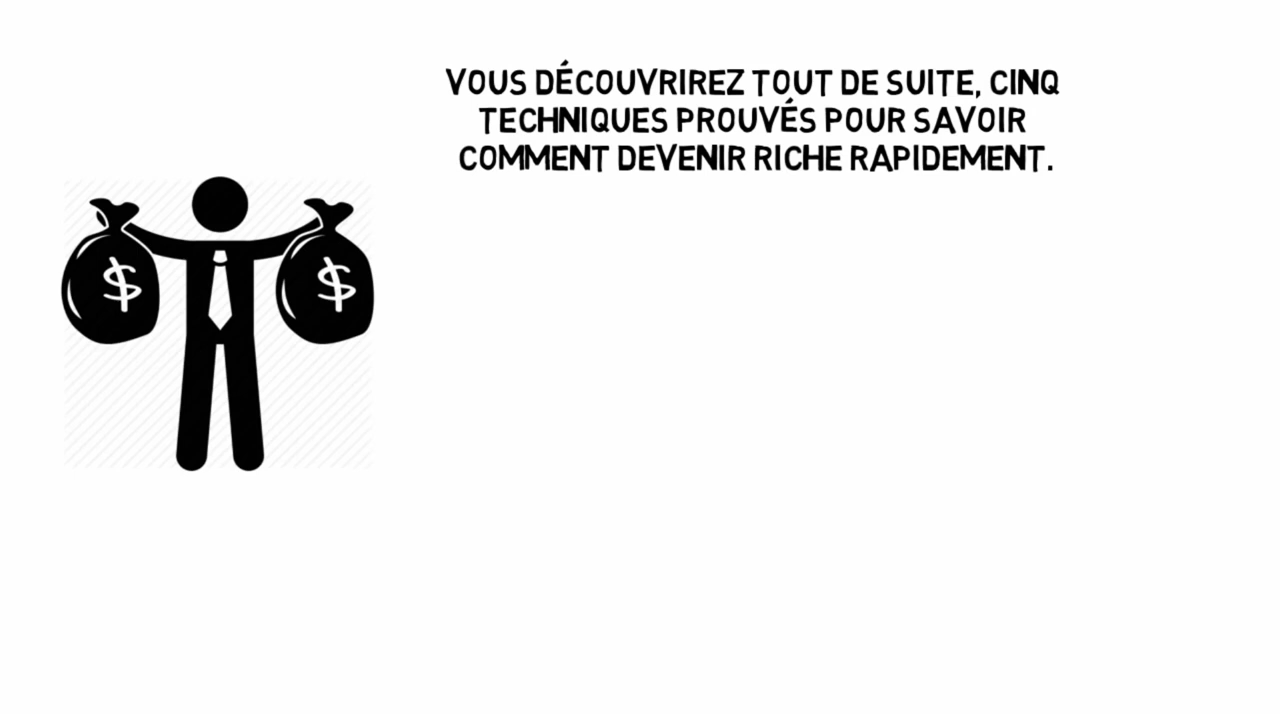 VOUS DÉCOUVRIREZ TOUT DE SUITE, CINQ
TECHNIQUES PROUVÉS POUR SAVOIR
COMMENT DEVENIR RICHE RAPIDEMENT.
$ $